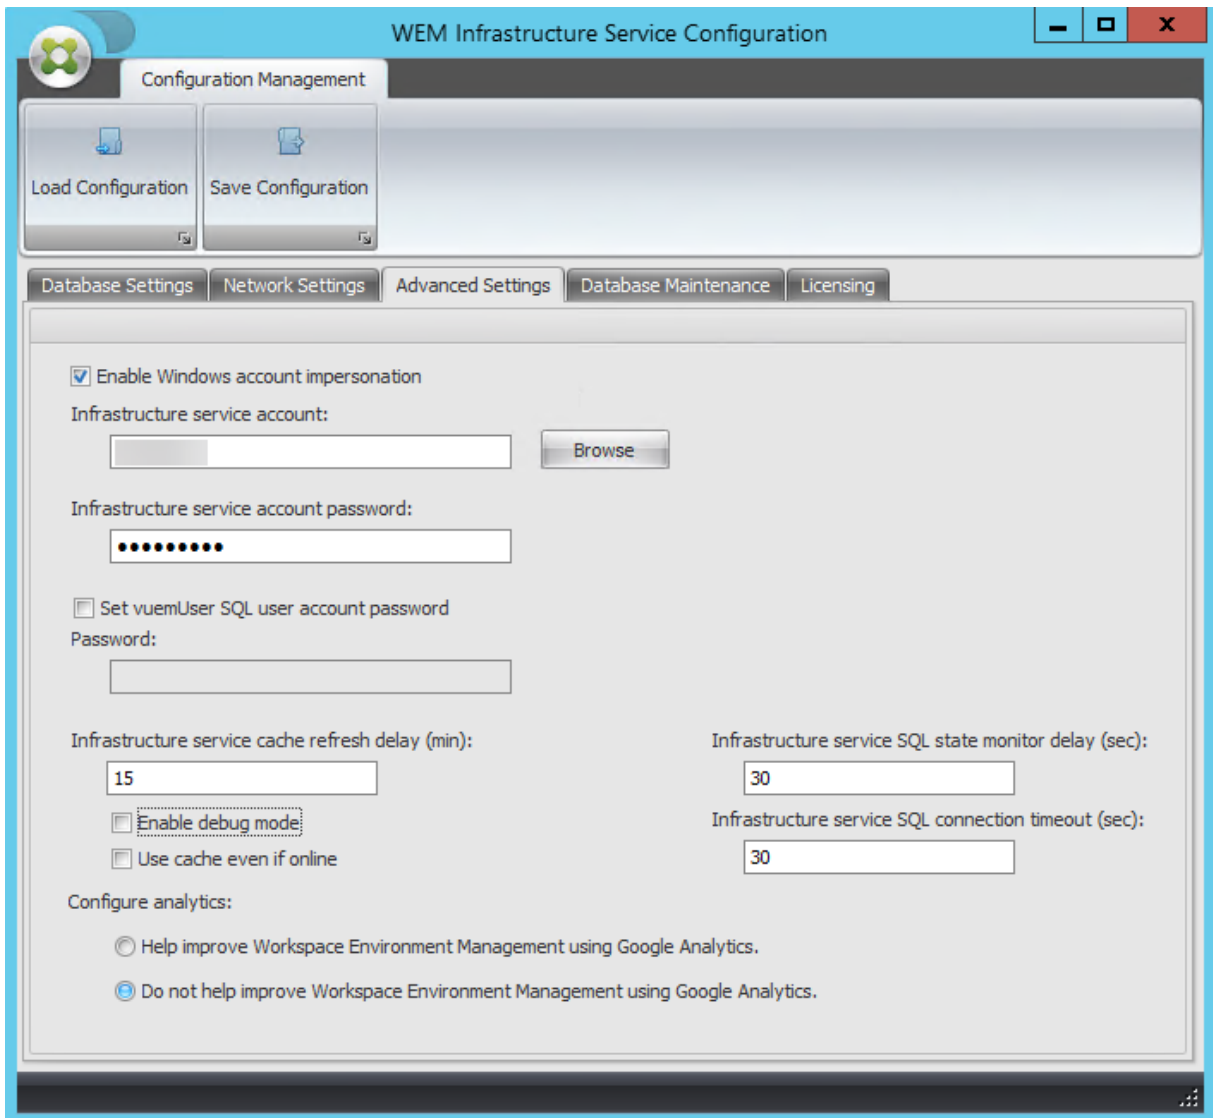 WEM Infrastructure Service Configuration
Configuration Management
Load Configuration
Save Configuration
Database Settings
Network Settings
Advanced Settings
Database Maintenance
Licensing
Enable Windows account impersonation
Infrastructure service account:
Browse
Infrastructure service account password:
•••••••••
Set vuemUser SQL user account password
Password:
Infrastructure service cache refresh delay (min):
15
Enable debug mode
Use cache even if online
Infrastructure service SQL state monitor delay (sec):
30
Infrastructure service SQL connection timeout (sec):
30
Configure analytics:
Help improve Workspace Environment Management using Google Analytics.
Do not help improve Workspace Environment Management using Google Analytics.